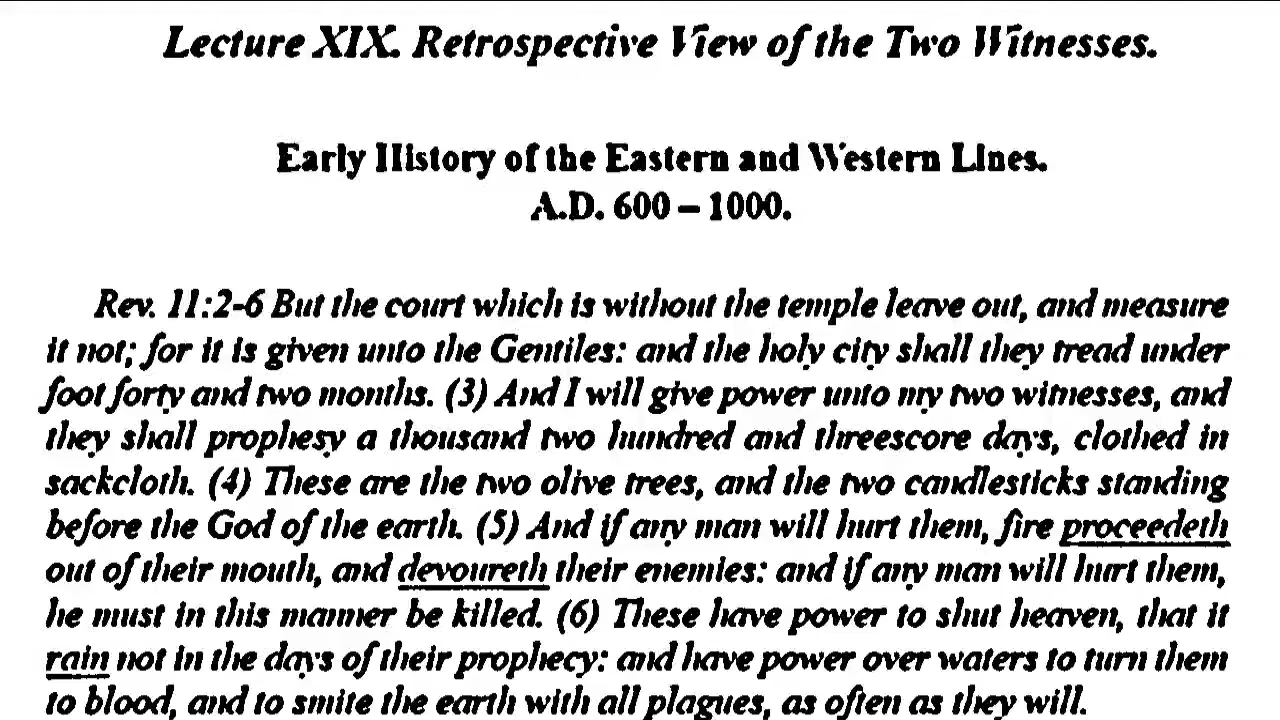 Lecture XIX. Retrospective View of the Two Witnesses.
Early History of the Eastern and Western Lines.
A.D. 600 – 1000.
Rev. 11:2-6 But the court which is without the temple leave out, and measure
it not; for it is given unto the Gentiles: and the holy city shall they tread under
foot forty and two months. (3) And I will give power unto my two witnesses, and
they shall prophesy a thousand two hundred and threescore days, clothed in
sackcloth. (4) These are the two olive trees, and the two candlesticks standing
before the God of the earth. (5) And if any man will hurt them, fire proceedeth
out of their mouth, and devoureth their enemies: and if any man will hurt them,
he must in this manner be killed. (6) These have power to shut heaven, that it
rain not in the days of their prophecy: and have power over waters to turn them
to blood, and to smite the earth with all plagues, as often as they will.